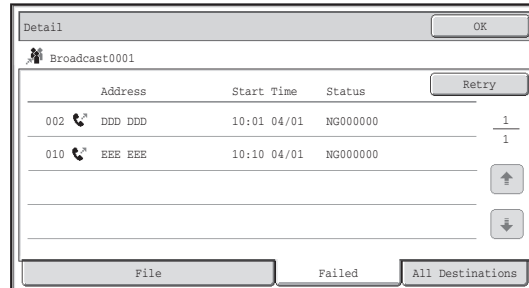 Detail OK
Broadcast0001
Retry
Address Start Time Status
002 DDD DDD 10:01 04/01 NG000000
1
010 EEE EEE 10:10 04/01 NG000000
1
File Failed All Destinations